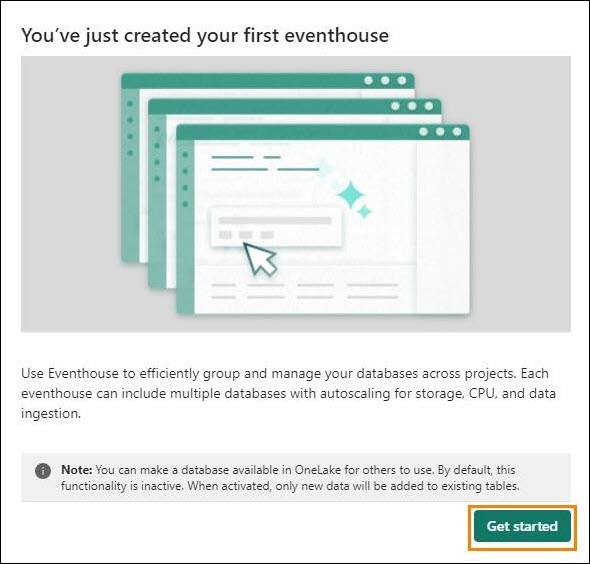 You’ve just created your first eventhouse
Use Eventhouse to efficiently group and manage your databases across projects. Each
eventhouse can include multiple databases with autoscaling for storage, CPU, and data
ingestion.
Note: You can make a database available in OneLake for others to use. By default, this
functionality is inactive. When activated, only new data will be added to existing tables.
Get started